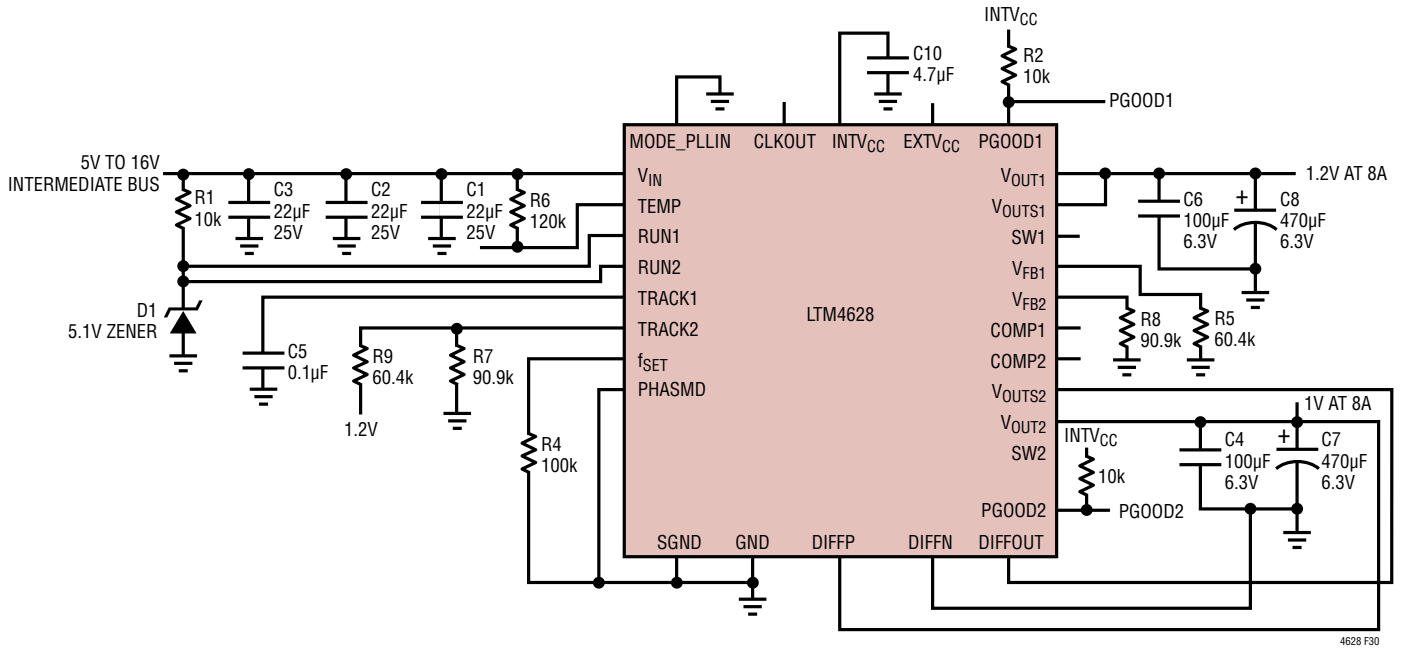 INTVCC
R2
10k
PGOOD1
C10
4.7µF
MODE_PLLIN
CLKOUT
INTVCC
EXTVCC
PGOOD1
5V TO 16V
INTERMEDIATE BUS
R1
10k
C3
22µF
25V
C2
22µF
25V
C1
22µF
25V
R6
120k
D1
5.1V ZENER
C5
0.1µF
R9
60.4k
1.2V
R7
90.9k
R4
100k
VIN
TEMP
RUN1
RUN2
TRACK1
TRACK2
fSET
PHASMD
LTM4628
VOUT1
VOUTS1
SW1
VFB1
VFB2
COMP1
COMP2
VOUTS2
VOUT2
SW2
PGOOD2
SGND
GND
DIFFP
DIFFN
DIFFOUT
1.2V AT 8A
C6
100µF
6.3V
+
C8
470µF
6.3V
R8
90.9k
R5
60.4k
1V AT 8A
INTVCC
10k
PGOOD2
C4
100µF
6.3V
+
C7
470µF
6.3V
4628 F30